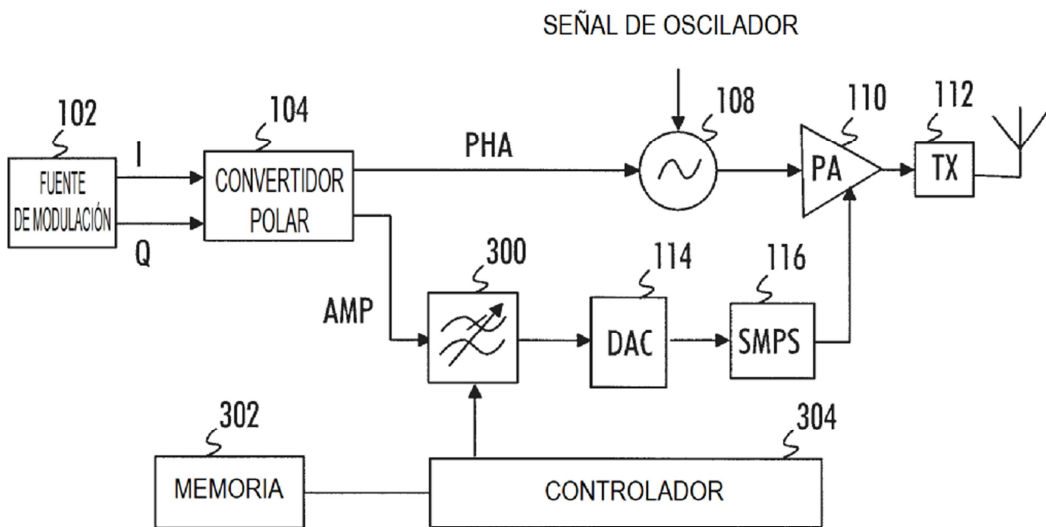 SEÑAL DE OSCILADOR
102
104
108
110
112
I
PHA
FUENTE
DE MODULACIÓN
CONVERTIDOR
POLAR
PA
TX
Q
300
114
116
AMP
DAC
SMPS
302
304
MEMORIA
CONTROLADOR